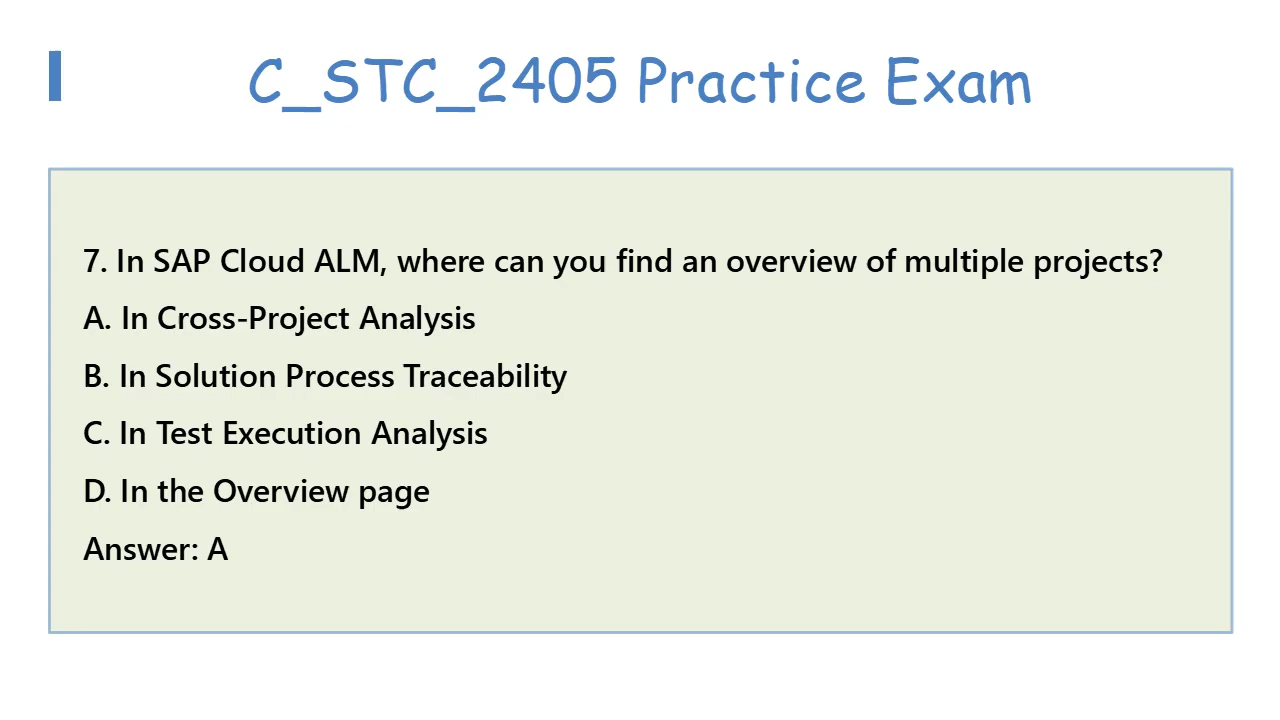 C_STC_2405 Practice Exam
7. In SAP Cloud ALM, where can you find an overview of multiple projects?
A. In Cross-Project Analysis
B. In Solution Process Traceability
C. In Test Execution Analysis
D. In the Overview page
Answer: A